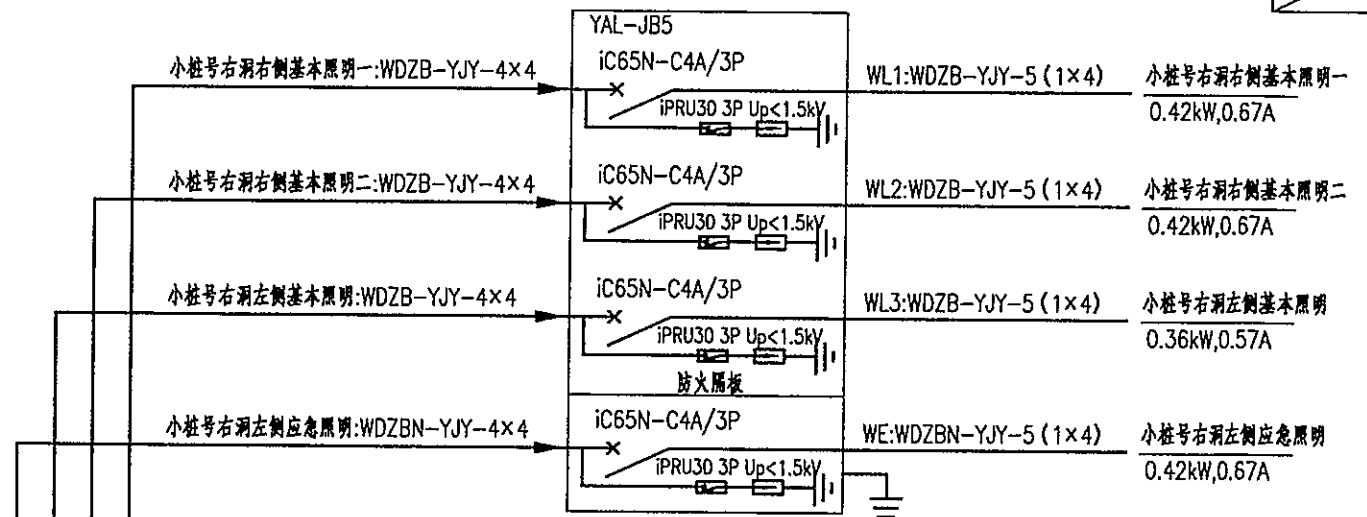 YAL-JB5
小桩号右洞右侧基本照明一:WDZB-YJY-4×4
iC65N-C4A/3P
iPRU30 3P Up<1.5kV
WL1:WDZB-YJY-5(1×4)
小桩号右洞右侧基本照明一
0.42kW,0.67A
小桩号右洞右侧基本照明二:WDZB-YJY-4×4
iC65N-C4A/3P
iPRU30 3P Up<1.5kV
WL2:WDZB-YJY-5(1×4)
小桩号右洞右侧基本照明二
0.42kW,0.67A
小桩号右洞左侧基本照明:WDZB-YJY-4×4
iC65N-C4A/3P
iPRU30 3P Up<1.5kV
WL3:WDZB-YJY-5(1×4)
小桩号右洞左侧基本照明
0.36kW,0.57A
防火隔板
小桩号右洞左侧应急照明:WDZBN-YJY-4×4
iC65N-C4A/3P
iPRU30 3P Up<1.5kV
WE:WDZBN-YJY-5(1×4)
小桩号右洞左侧应急照明
0.42kW,0.67A